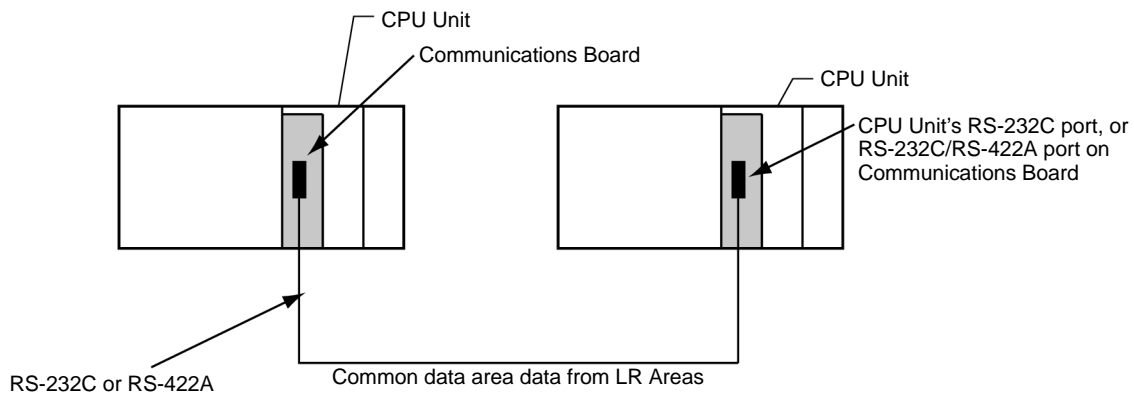 CPU Unit
Communications Board
CPU Unit
CPU Unit's RS-232C port, or
RS-232C/RS-422A port on
Communications Board
RS-232C or RS-422A
Common data area data from LR Areas